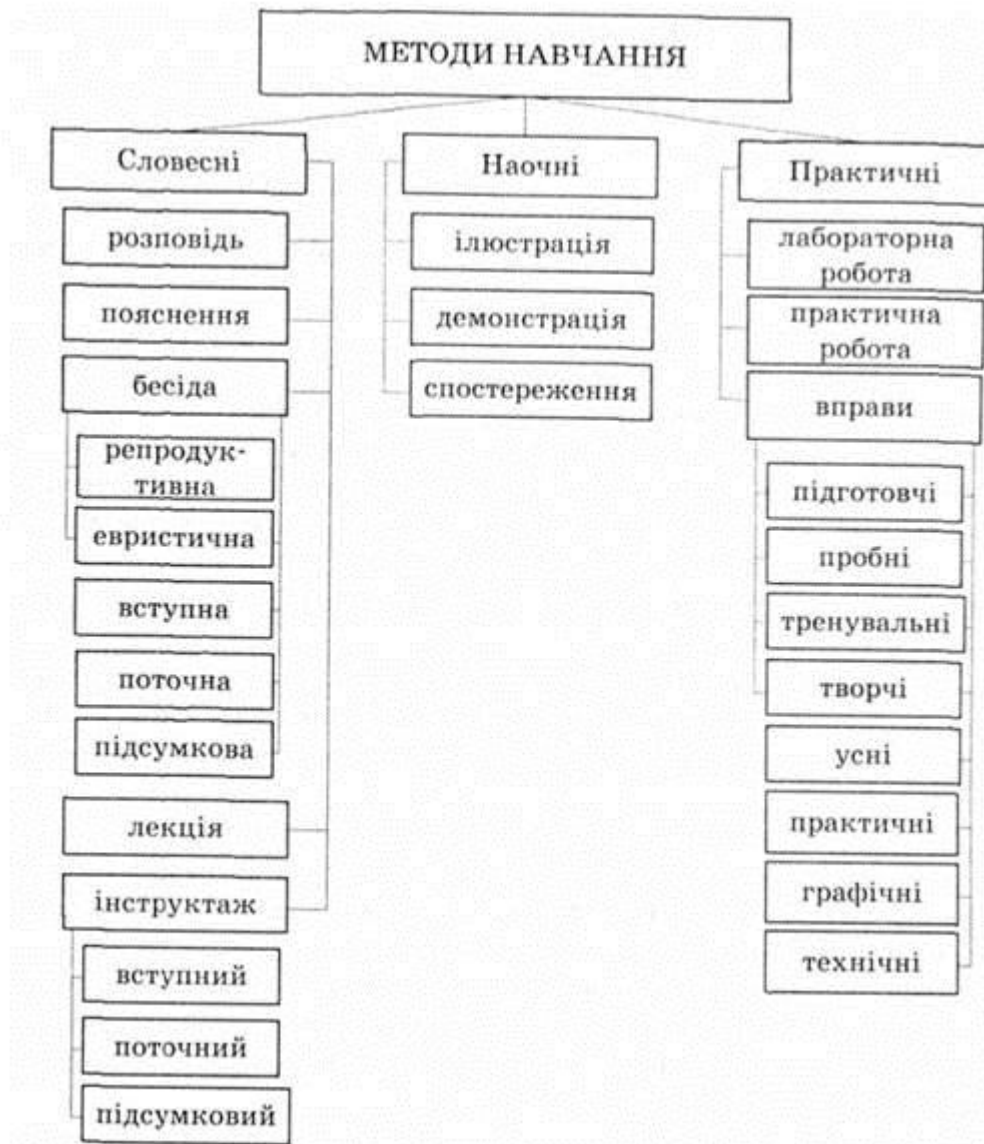 МЕТОДИ НАВЧАННЯ
Словесні
розповідь
пояснення
бесіда
репродук-
тивна
евристична
вступна
поточна
підсумкова
лекція
інструктаж
вступний
поточний
підсумковий
Наочні
ілюстрація
демонстрація
спостереження
Практичні
лабораторна
робота
практична
робота
вправи
підготовчі
пробні
тренувальні
творчі
усні
практичні
графічні
технічні